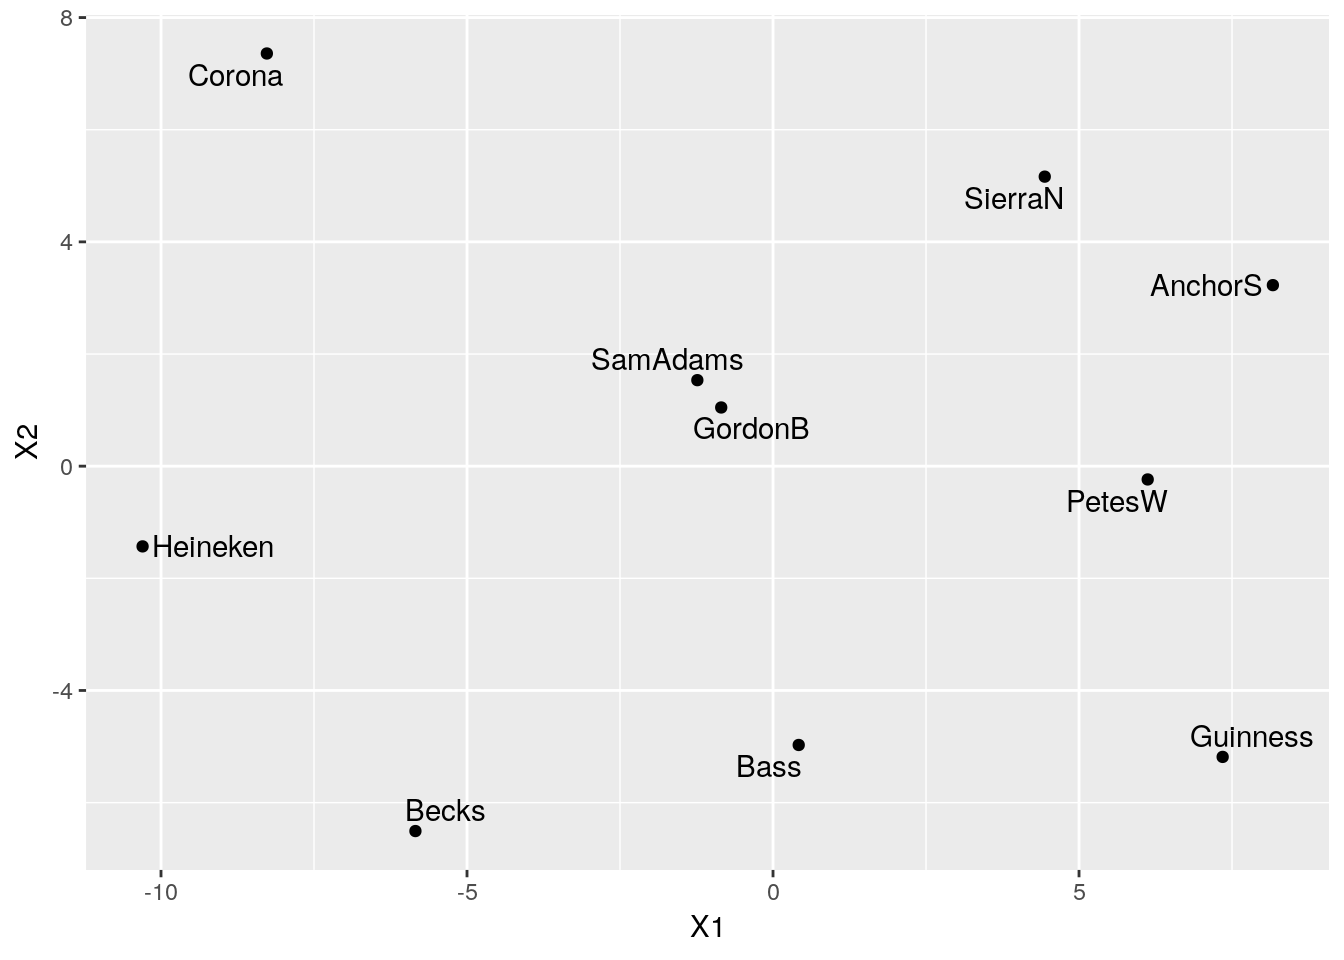 8
Corona
SierraN
4
AnchorS
SamAdams
GordonB
X2
0
PetesW
Heineken
-4
Guinness
Bass
Becks
-10
-5
0
5
X1